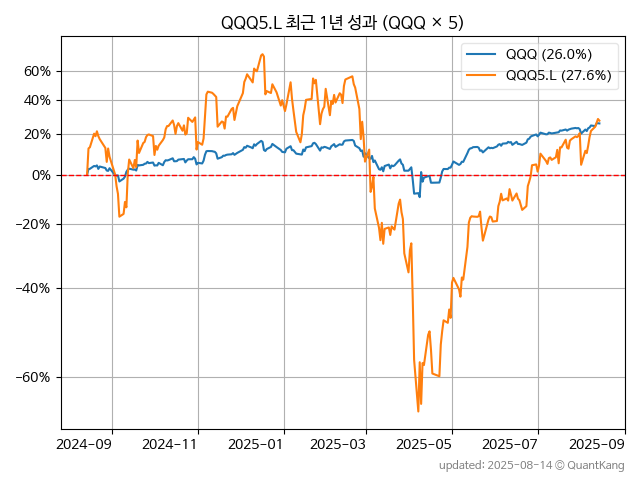 QQQ5.L 최근 1년 성과 (QQQ × 5)
QQQ (26.0%)
QQQ5.L (27.6%)
60%
40%
20%
0%
−20%
−40%
−60%
2024-09 2024-11 2025-01 2025-03 2025-05 2025-07 2025-09
updated: 2025-08-14 © QuantKang